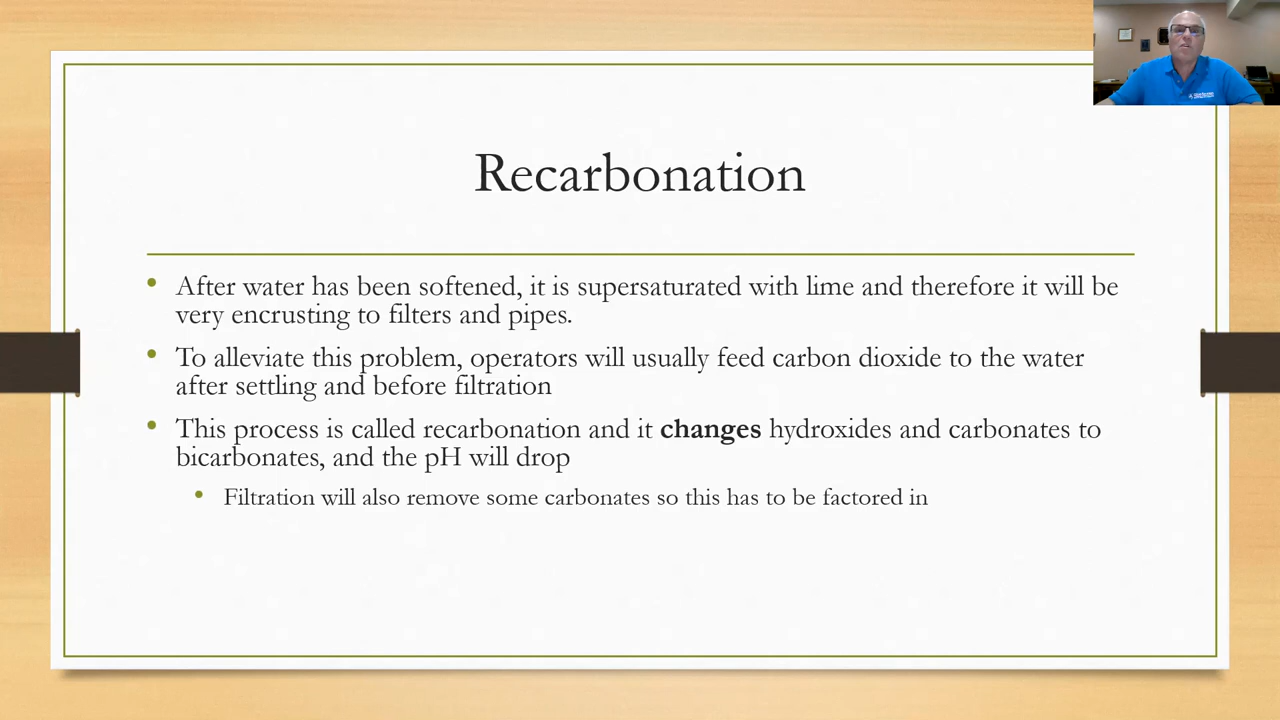 Recarbonation
After water has been softened, it is supersaturated with lime and therefore it will be
very encrusting to filters and pipes.
To alleviate this problem, operators will usually feed carbon dioxide to the water
after settling and before filtration
This process is called recarbonation and it changes hydroxides and carbonates to
bicarbonates, and the pH will drop
Filtration will also remove some carbonates so this has to be factored in